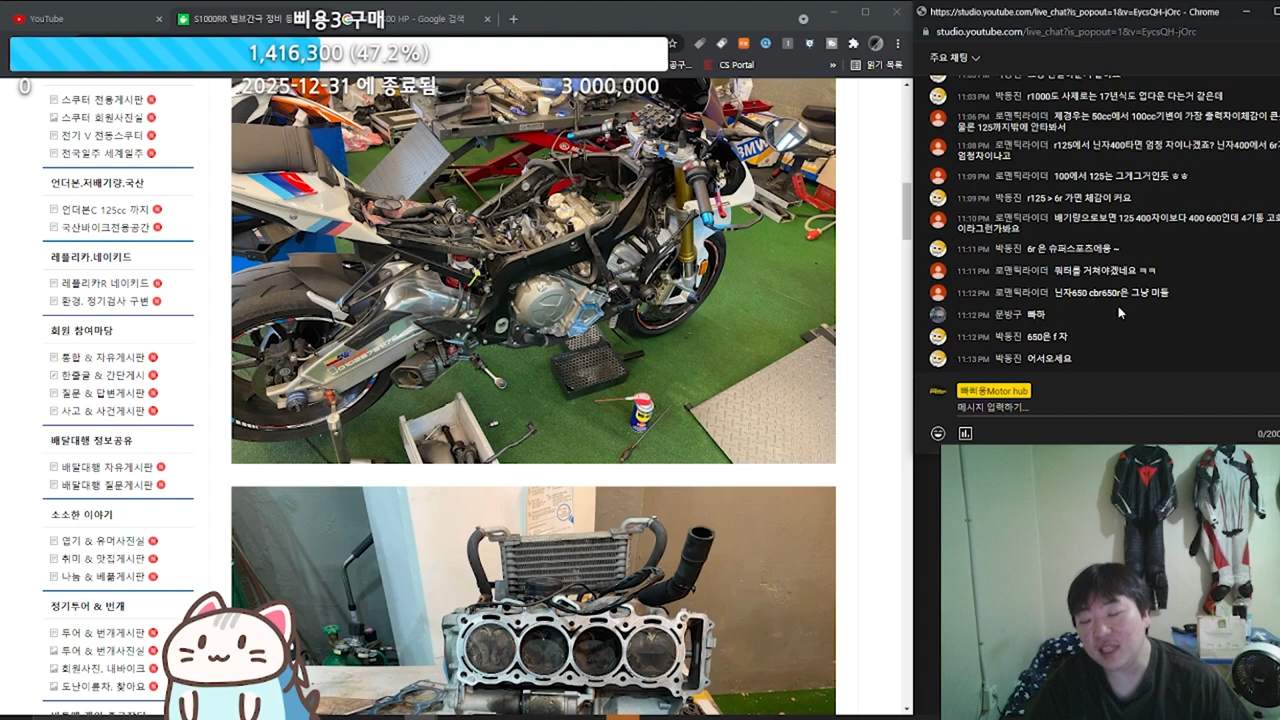 YouTube
S1000RR 밸브간극 정비
00 HP - Google 검색
삐용3구매
1,416,300 (47.2%)
0
2025-12-31 에 종료됨
3,000,000
공구...
CS Portal
읽기 목록
스쿠터 전용게시판
스쿠터 회원사진실
전기 V 전동스쿠터
전국일주 세계일주
언더본.저배기량.국산
언더본C 125cc 까지
국산바이크전용공간
레플리카.네이키드
레플리카R 네이키드
환경. 정기검사 구변
회원 참여마당
통합 & 자유게시판
한줄글 & 간단게시
질문 & 답변게시판
사고 & 사건게시판
배달대행 정보공유
배달대행 자유게시판
배달대행 질문게시판
소소한 이야기
엽기 & 유머사진실
취미 & 맛집게시판
나눔 & 베풂게시판
정기투어 & 번개
투어 & 번개게시판
투어 & 번개사진실
회원사진. 내바이크
도난이륜차. 찾아요
BMW
https://studio.youtube.com/live_chat?is_popout=1&v=EycsQH-jOrc - Chrome
studio.youtube.com/live_chat?is_popout=1&v=EycsQH-jOrc
주요 채팅
11:03 PM 박동진 r1000도 사제로는 17년식도 업다운 다는거 같은데
11:06 PM 로맨틱라이더 제경우는 50cc에서 100cc기변이 가장 출력차이체감이 큰
물론 125까지밖에 안타봐서
11:08 PM 로맨틱라이더 r125에서 닌자400타면 엄청 차이나겠죠? 닌자400에서 6r
엄청차이나고
11:09 PM 로맨틱라이더 100에서 125는 그게그거인듯 ㅎㅎ
11:09 PM 박동진 r125 > 6r 가면 체감이 커요
11:10 PM 로맨틱라이더 배기량으로보면 125 400차이보다 400 600인데 4기통 고회
이라그런가봐요
11:11 PM 박동진 6r 은 슈퍼스포츠에용 ~
11:11 PM 로맨틱라이더 쿼터를 거쳐야겠네요 ㅋㅋ
11:12 PM 로맨틱라이더 닌자650 cbr650r은 그냥 미들
11:12 PM 문방구 빠하
11:12 PM 박동진 650은 f 차
11:13 PM 박동진 어서오세요
빠삐용Motor hub
메시지 입력하기...
0/200